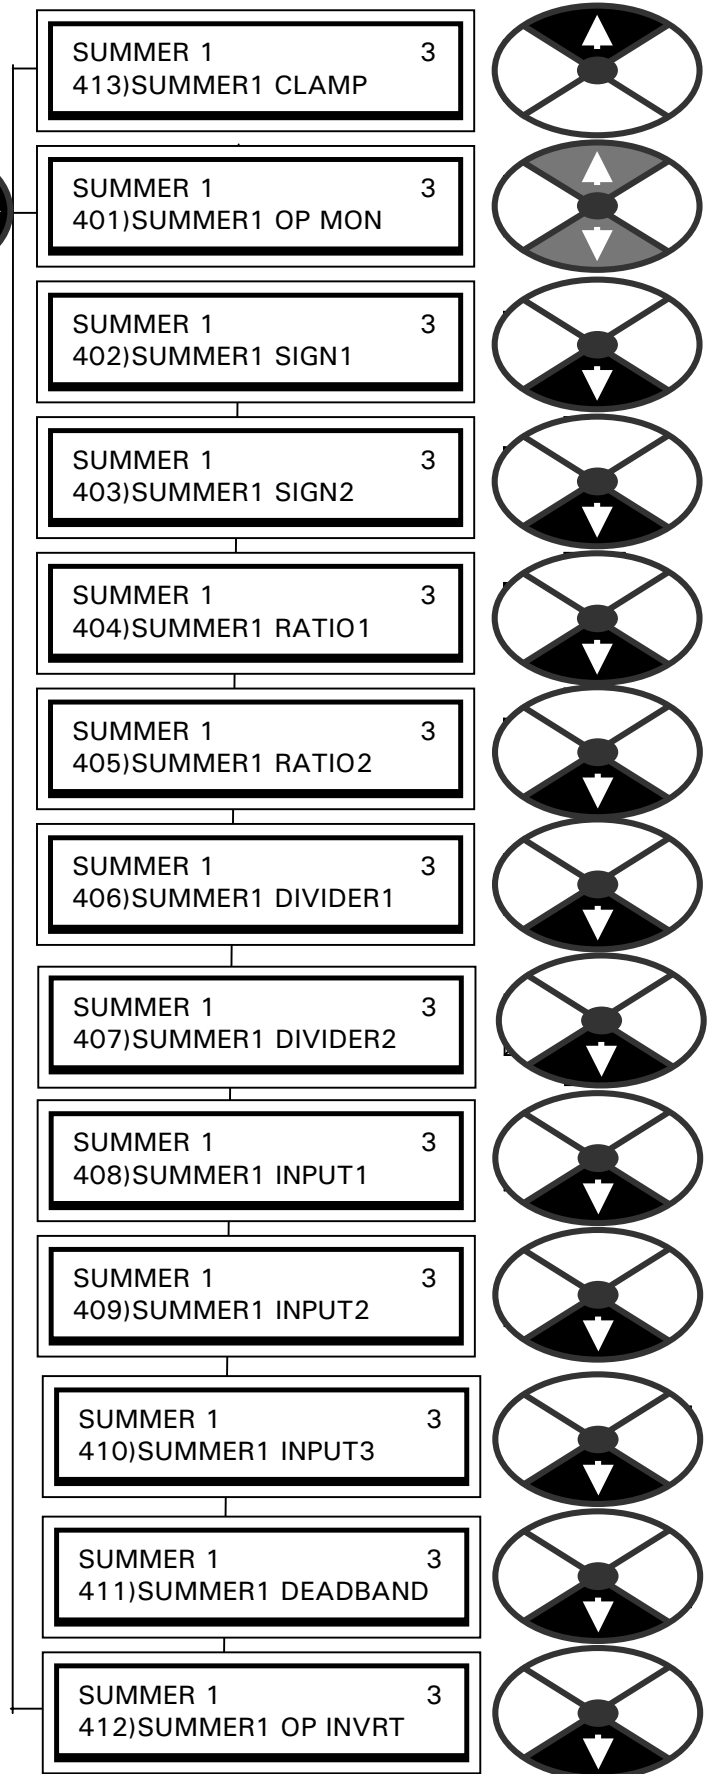 SUMMER 1 3
413)SUMMER1 CLAMP
SUMMER 1 3
401)SUMMER1 OP MON
SUMMER 1 3
402)SUMMER1 SIGN1
SUMMER 1 3
403)SUMMER1 SIGN2
SUMMER 1 3
404)SUMMER1 RATIO1
SUMMER 1 3
405)SUMMER1 RATIO2
SUMMER 1 3
406)SUMMER1 DIVIDER1
SUMMER 1 3
407)SUMMER1 DIVIDER2
SUMMER 1 3
408)SUMMER1 INPUT1
SUMMER 1 3
409)SUMMER1 INPUT2
SUMMER 1 3
410)SUMMER1 INPUT3
SUMMER 1 3
411)SUMMER1 DEADBAND
SUMMER 1 3
412)SUMMER1 OP INVRT